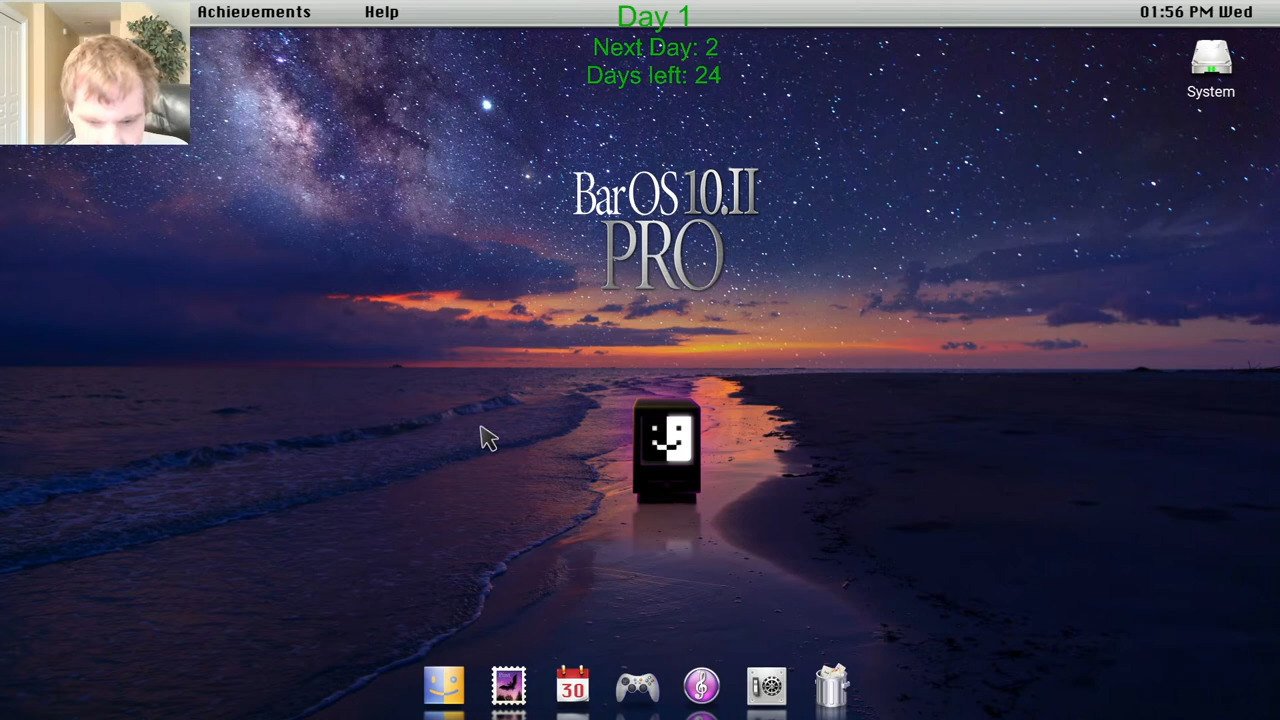 Achievements Help
Day 1
Next Day: 2
Days left: 24
01:56 PM Wed
System
BarOS 10.II
PRO
30